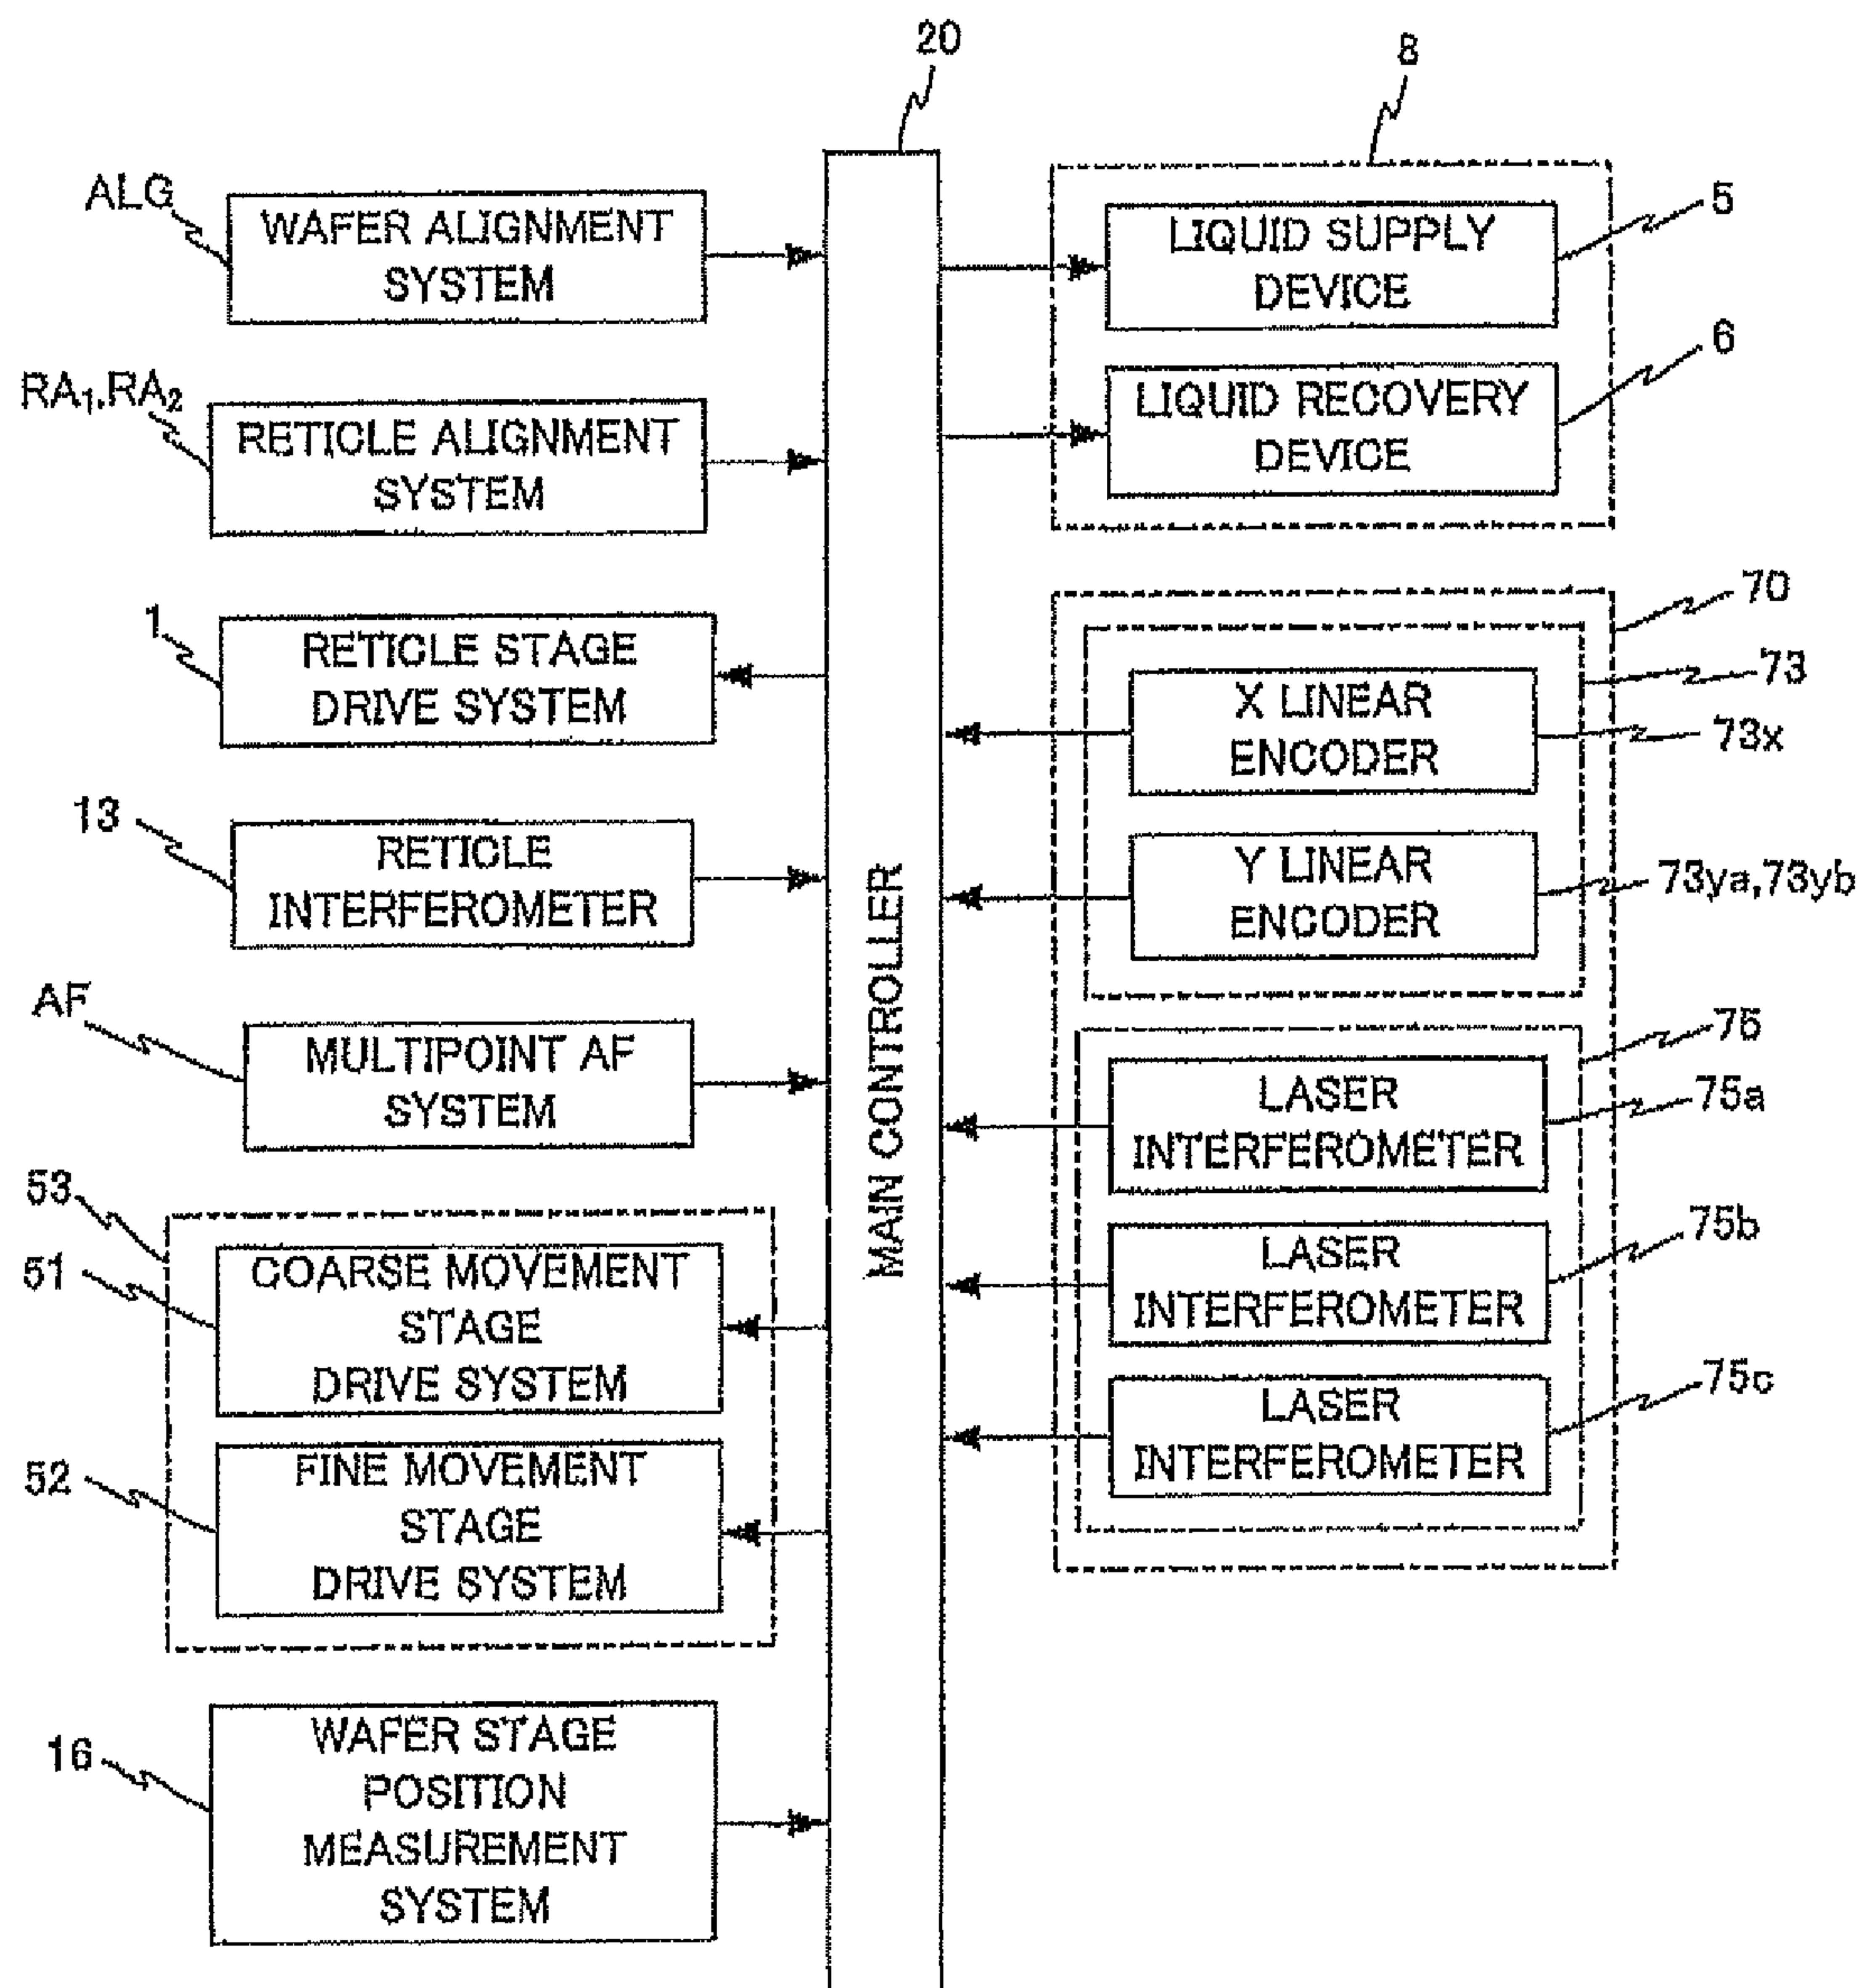 20
8
ALG
WAFER ALIGNMENT
SYSTEM
LIQUID SUPPLY
DEVICE
5
RA₁,RA₂
RETICLE ALIGNMENT
SYSTEM
LIQUID RECOVERY
DEVICE
6
1
RETICLE STAGE
DRIVE SYSTEM
70
73
X LINEAR
ENCODER
73x
13
RETICLE
INTERFEROMETER
Y LINEAR
ENCODER
73ya,73yb
MAIN CONTROLLER
AF
MULTIPOINT AF
SYSTEM
75
LASER
INTERFEROMETER
75a
53
51
COARSE MOVEMENT
STAGE
DRIVE SYSTEM
LASER
INTERFEROMETER
75b
52
FINE MOVEMENT
STAGE
DRIVE SYSTEM
LASER
INTERFEROMETER
75c
16
WAFER STAGE
POSITION
MEASUREMENT
SYSTEM